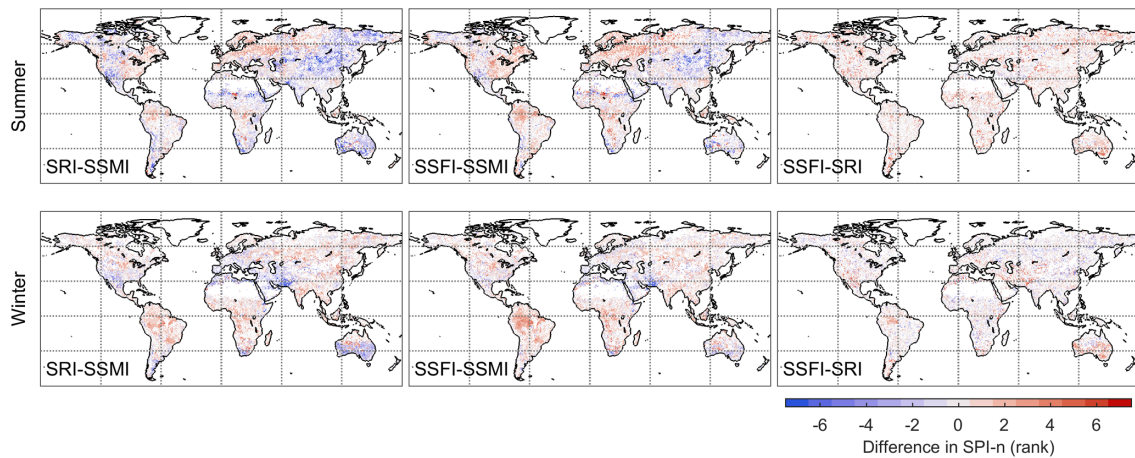 Summer
SRI-SSMI
SSFI-SSMI
SSFI-SRI
Winter
SRI-SSMI
SSFI-SSMI
SSFI-SRI
-6 -4 -2 0 2 4 6
Difference in SPI-n (rank)